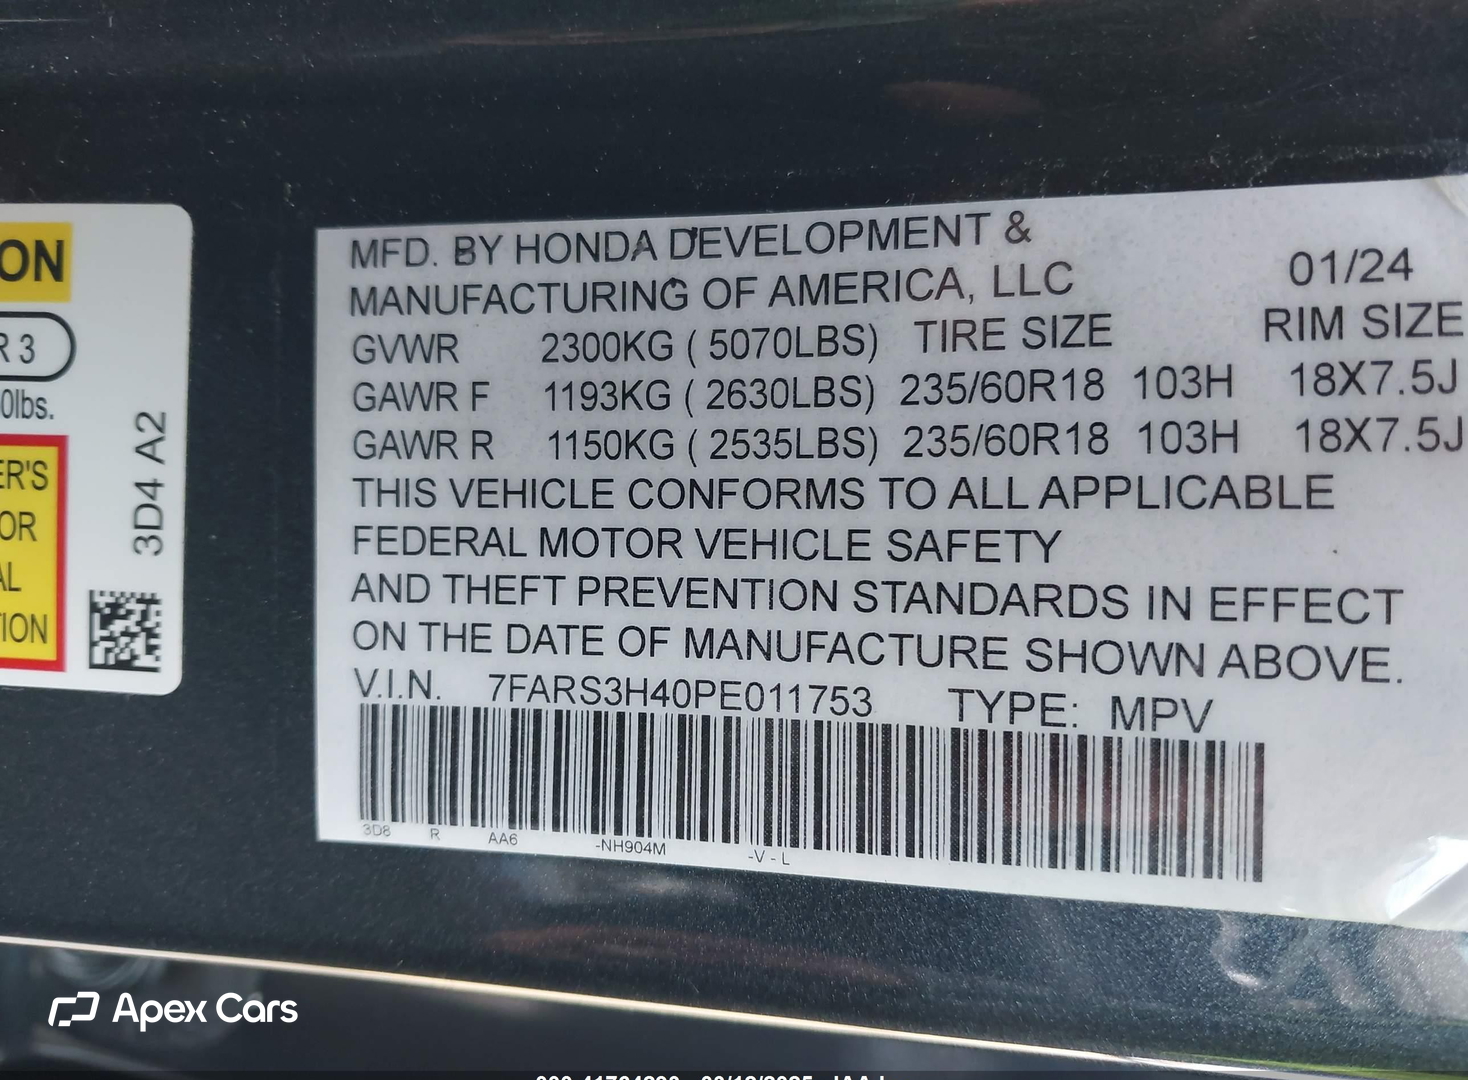 ON
R 3
0lbs.
ER'S
OR
AL
TION
3D4 A2
MFD. BY HONDA DEVELOPMENT &
MANUFACTURING OF AMERICA, LLC 01/24
GVWR 2300KG ( 5070LBS) TIRE SIZE RIM SIZE
GAWR F 1193KG ( 2630LBS) 235/60R18 103H 18X7.5J
GAWR R 1150KG ( 2535LBS) 235/60R18 103H 18X7.5J
THIS VEHICLE CONFORMS TO ALL APPLICABLE
FEDERAL MOTOR VEHICLE SAFETY
AND THEFT PREVENTION STANDARDS IN EFFECT
ON THE DATE OF MANUFACTURE SHOWN ABOVE.
V.I.N. 7FARS3H40PE011753 TYPE: MPV
3D8 R AA6 -NH904M -V - L
Apex Cars